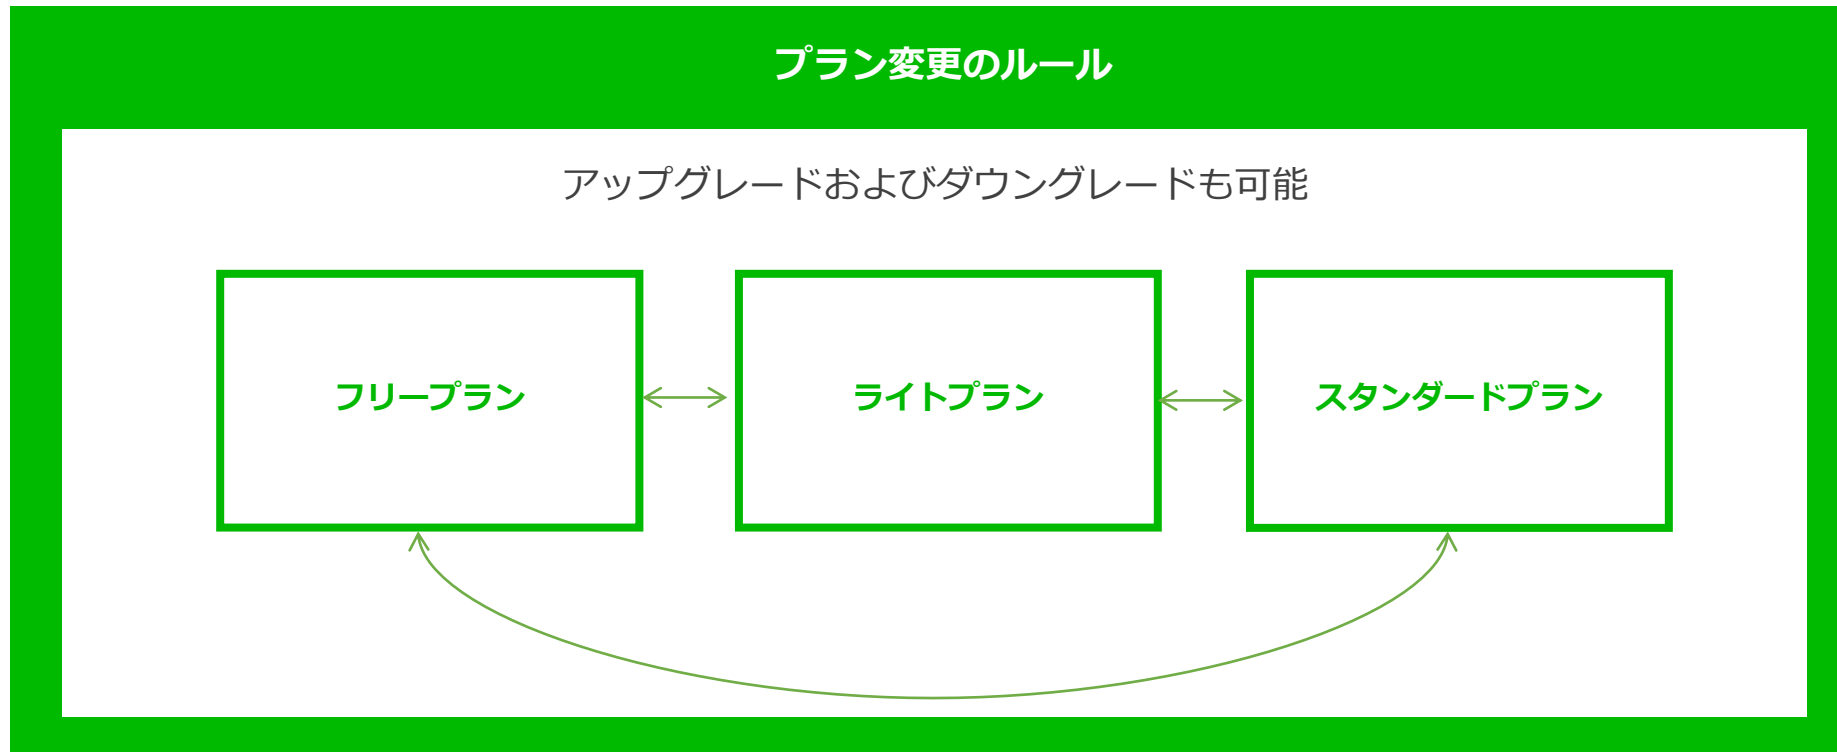 プラン変更のルール
アップグレードおよびダウングレードも可能
フリープラン
ライトプラン
スタンダードプラン